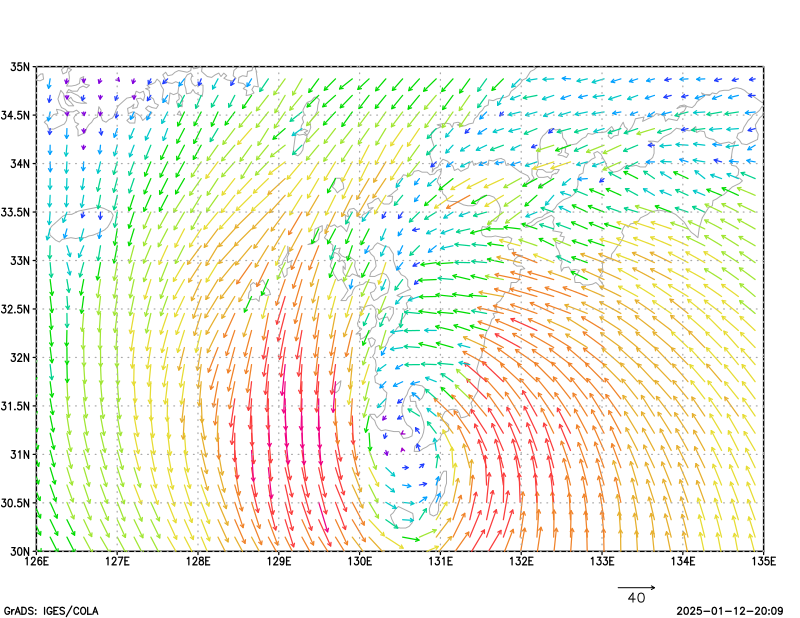 35N
34.5N
34N
33.5N
33N
32.5N
32N
31.5N
31N
30.5N
30N
126E 127E 128E 129E 130E 131E 132E 133E 134E 135E
40
GrADS: IGES/COLA 2025-01-12-20:09